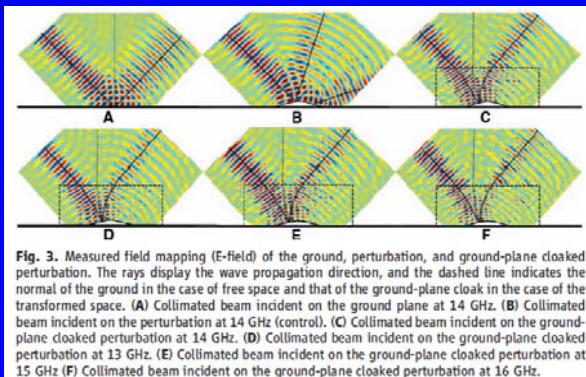 A
B
C
D
E
F
Fig. 3. Measured field mapping (E-field) of the ground, perturbation, and ground-plane cloaked
perturbation. The rays display the wave propagation direction, and the dashed line indicates the
normal of the ground in the case of free space and that of the ground-plane cloak in the case of the
transformed space. (A) Collimated beam incident on the ground plane at 14 GHz. (B) Collimated
beam incident on the perturbation at 14 GHz (control). (C) Collimated beam incident on the ground-
plane cloaked perturbation at 14 GHz. (D) Collimated beam incident on the ground-plane cloaked
perturbation at 13 GHz. (E) Collimated beam incident on the ground-plane cloaked perturbation at
15 GHz (F) Collimated beam incident on the ground-plane cloaked perturbation at 16 GHz.